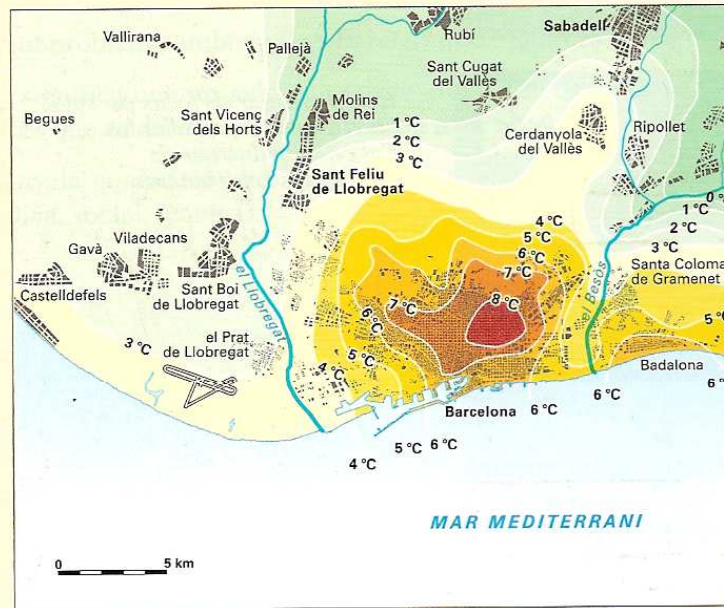 Vallirana
Pallejà
Rubí
Sabadell
Sant Cugat
del Vallès
Begues
Sant Vicenç
dels Horts
Molins
de Rei
1 °C
2 °C
3 °C
Cerdanyola
del Vallès
Ripollet
Sant Feliu
de Llobregat
0
1 °C
2 °C
3 °C
4 °C
5 °C
6 °C
7 °C
8 °C
Santa Coloma
de Gramenet
Gavà
Viladecans
Castelldefels
Sant Boi
de Llobregat
el Llobregat
el Besòs
7 °C
6 °C
5 °C
4 °C
5 °C
3 °C
el Prat
de Llobregat
Badalona
Barcelona
6 °C
6 °C
6 °
5 °C
6 °C
4 °C
MAR MEDITERRANI
0
5 km